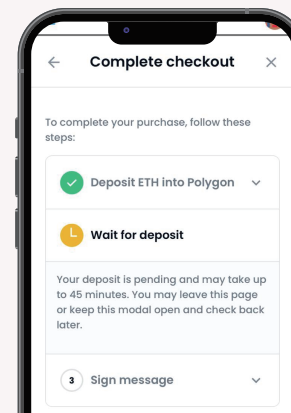 Complete checkout
To complete your purchase, follow these
steps:
Deposit ETH into Polygon
Wait for deposit
Your deposit is pending and may take up
to 45 minutes. You may leave this page
or keep this modal open and check back
later.
3 Sign message